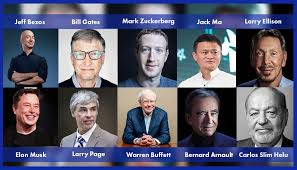 Jeff Bezos
Bill Gates
Mark Zuckerberg
Jack Ma
Larry Ellison
Elon Musk
Larry Page
Warren Buffett
Bernard Arnault
Carlos Slim Helu